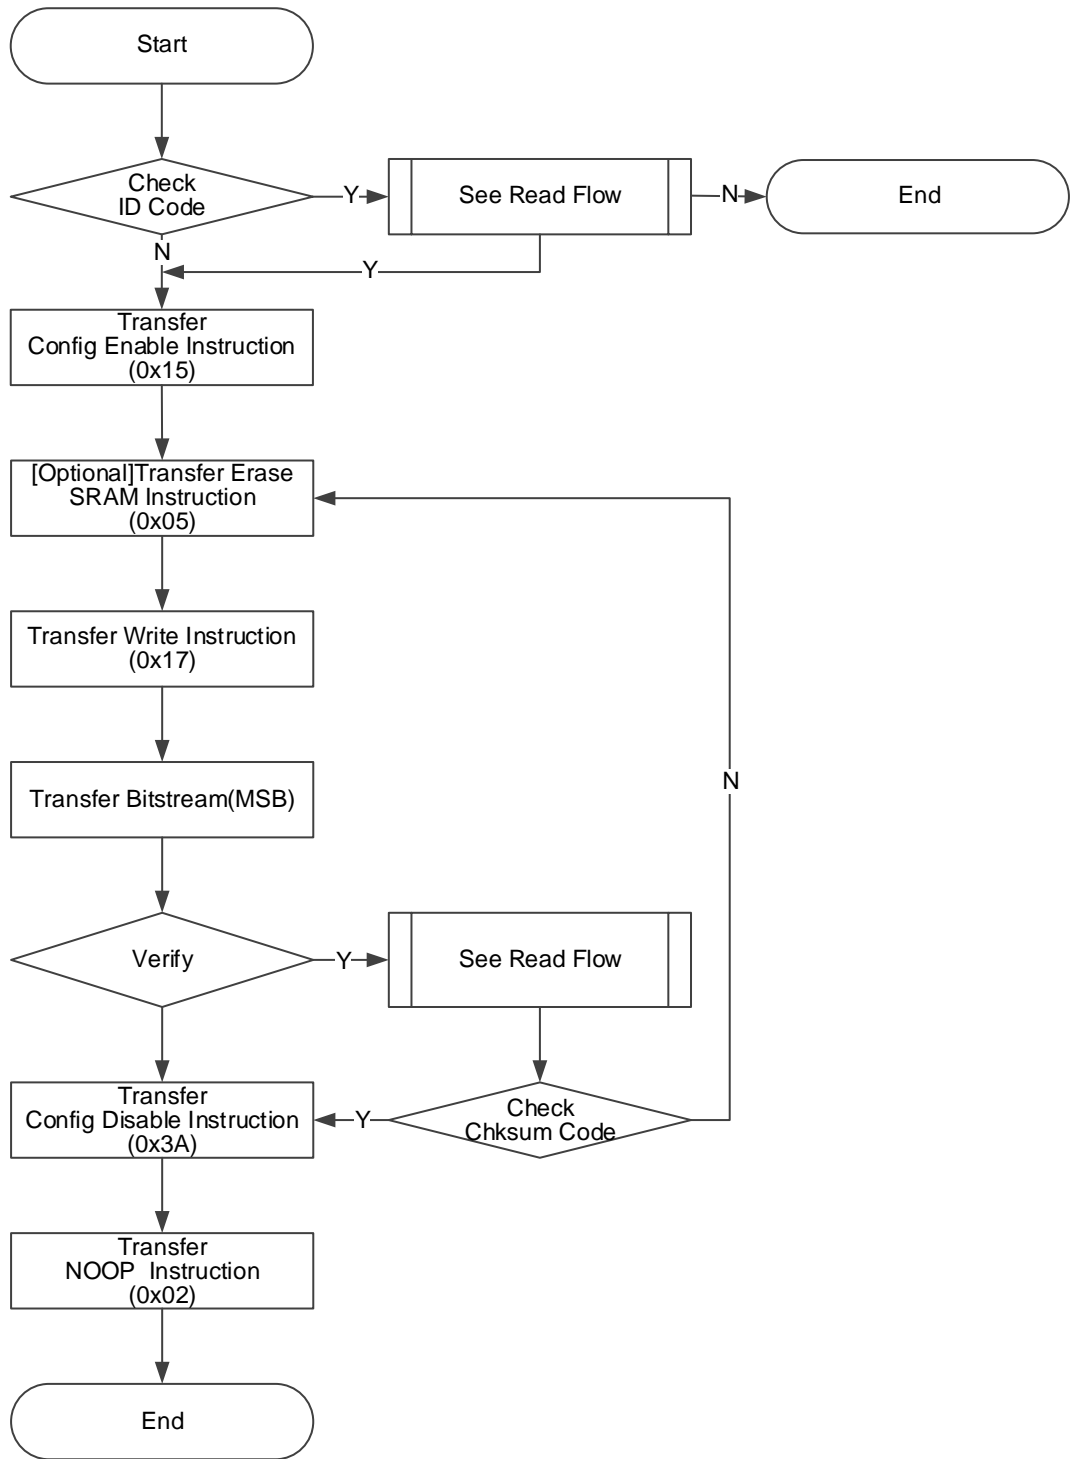 Start
Check
ID Code
Y
See Read Flow
N
End
N
Y
Transfer
Config Enable Instruction
(0x15)
[Optional]Transfer Erase
SRAM Instruction
(0x05)
Transfer Write Instruction
(0x17)
Transfer Bitstream(MSB)
N
Verify
Y
See Read Flow
Transfer
Config Disable Instruction
(0x3A)
Y
Check
Chksum Code
Transfer
NOOP  Instruction
(0x02)
End